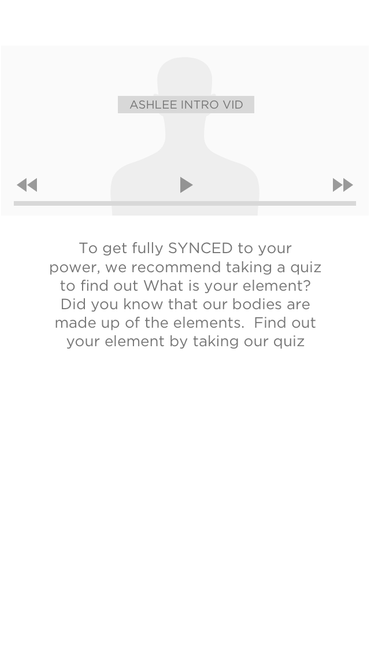 ASHLEE INTRO VID
To get fully SYNCED to your
power, we recommend taking a quiz
to find out What is your element?
Did you know that our bodies are
made up of the elements.  Find out
your element by taking our quiz